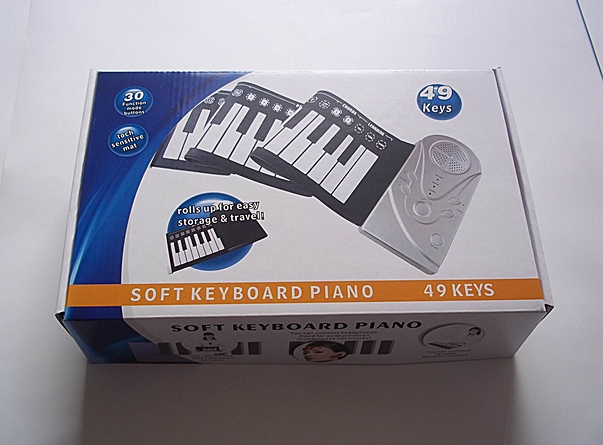 30
Function
mode
buttons
toch
sensitive
mat
49
Keys
rolls up for easy
storage & travel!
SOFT KEYBOARD PIANO 49 KEYS
SOFT KEYBOARD PIANO